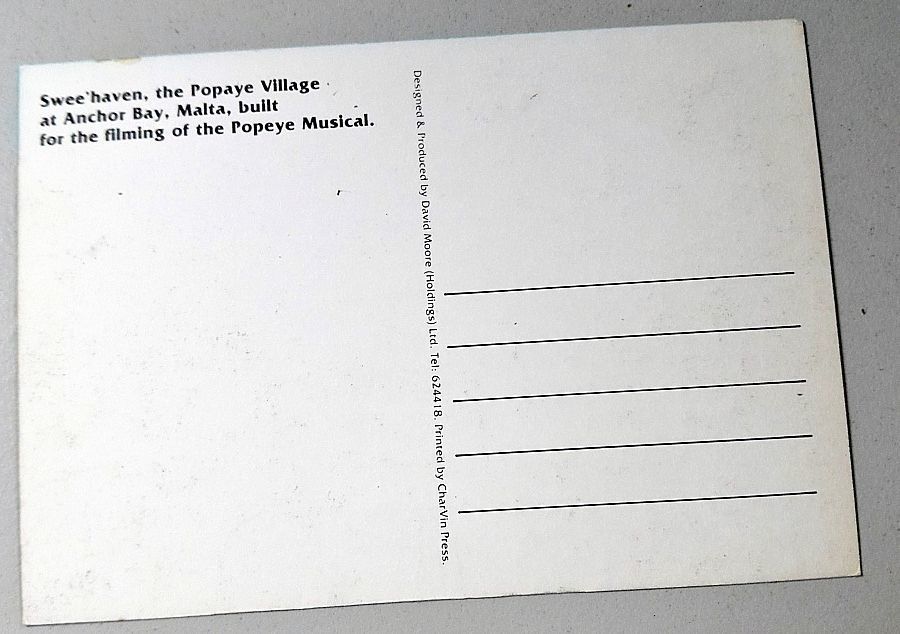 Swee'haven, the Popaye Village
at Anchor Bay, Malta, built
for the filming of the Popeye Musical.
Designed & Produced by David Moore (Holdings) Ltd. Tel: 624418. Printed by CharVin Press.